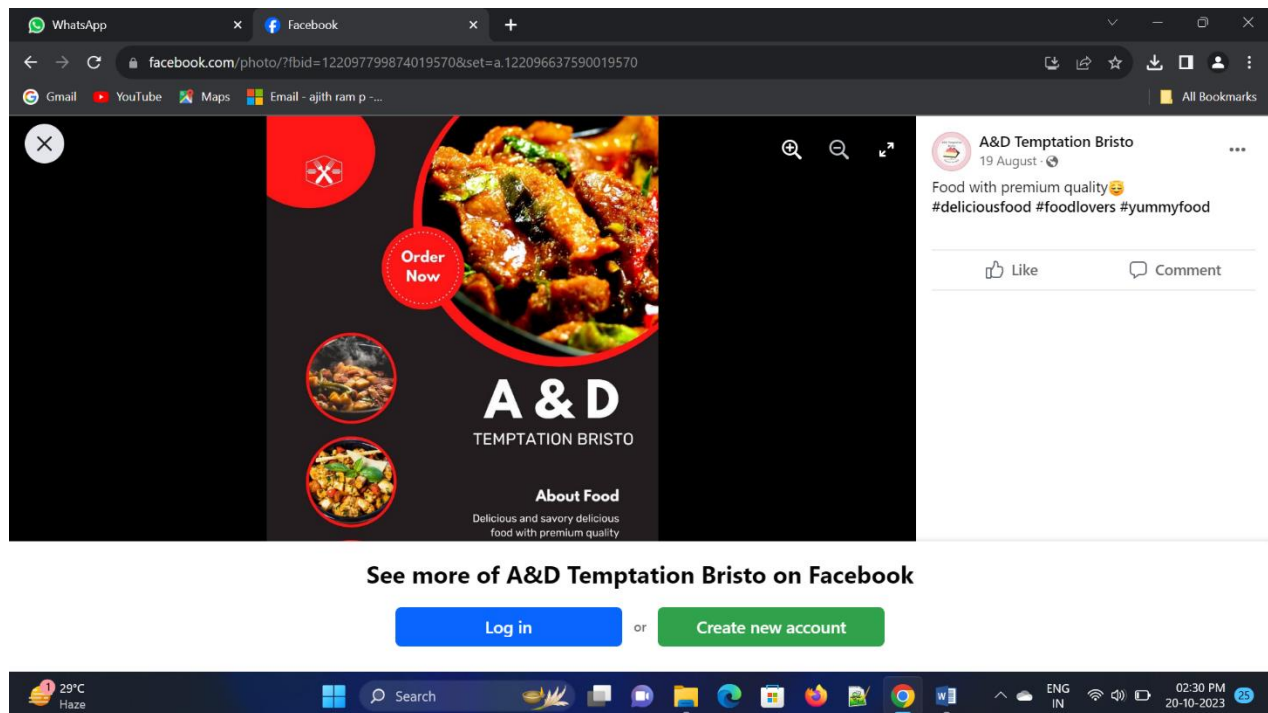 WhatsApp
Facebook
facebook.com/photo/?fbid=122097799874019570&set=a.122096637590019570
Gmail YouTube Maps Email - ajith ram p -... All Bookmarks
Order
Now
A & D
TEMPTATION BRISTO
About Food
Delicious and savory delicious
food with premium quality
A&D Temptation Bristo
19 August ·
Food with premium quality
#deliciousfood #foodlovers #yummyfood
Like Comment
See more of A&D Temptation Bristo on Facebook
Log in or Create new account
1
29°C
Haze
Search
ENG
IN
02:30 PM
20-10-2023
25